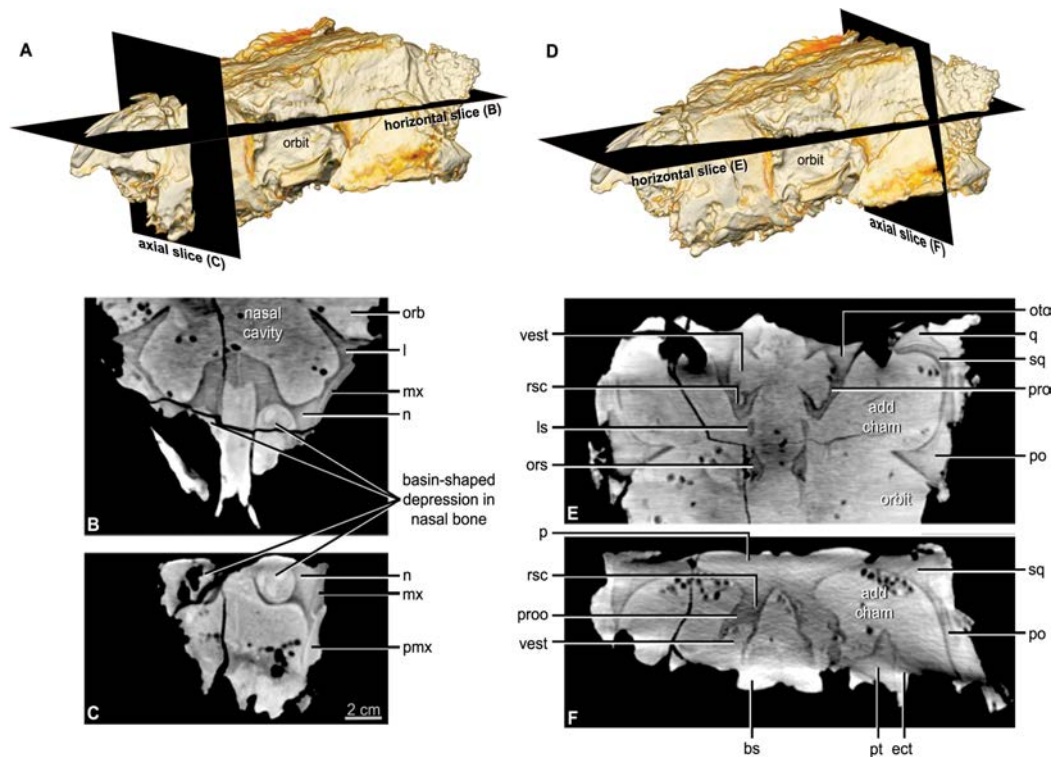 A
horizontal slice (B)
orbit
axial slice (C)
D
orbit
horizontal slice (E)
axial slice (F)
nasal
cavity
orb
l
mx
n
basin-shaped
depression in
nasal bone
B
n
mx
pmx
C
2 cm
vest
rsc
ls
ors
oto
q
sq
pro
add
cham
po
orbit
E
p
rsc
proo
vest
sq
add
cham
po
F
bs
pt
ect